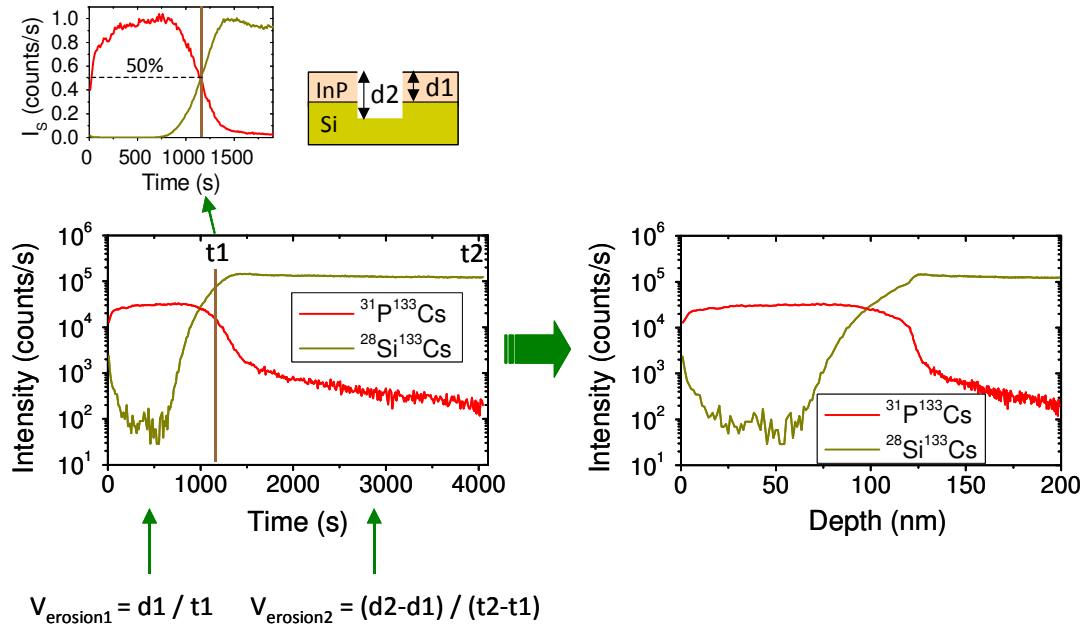 1.0
0.8
0.6
0.4
0.2
0.0
I_S (counts/s)
50%
0 500 1000 1500
Time (s)
InP
d2
d1
Si
10^6
10^5
10^4
10^3
10^2
10^1
Intensity (counts/s)
t1
t2
^31P^133Cs
^28Si^133Cs
0 1000 2000 3000 4000
Time (s)
10^6
10^5
10^4
10^3
10^2
10^1
Intensity (counts/s)
^31P^133Cs
^28Si^133Cs
0 50 100 150 200
Depth (nm)
V_erosion1 = d1 / t1
V_erosion2 = (d2-d1) / (t2-t1)